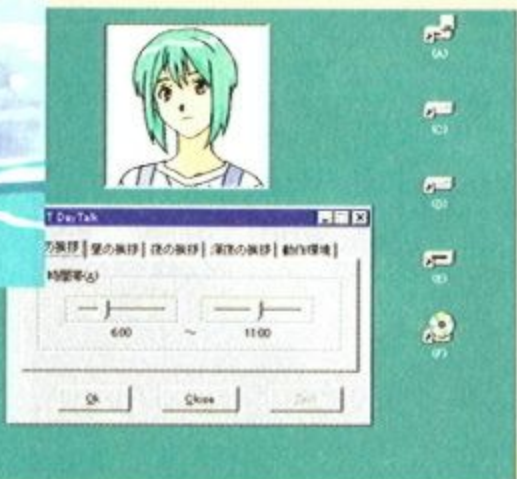 (A)
(C)
(D)
T DayTalk
の挨拶 昼の挨拶 夜の挨拶 深夜の挨拶 動作環境
時間帯(A)
(E)
6:00 ～ 11:00
(F)
Ok Close